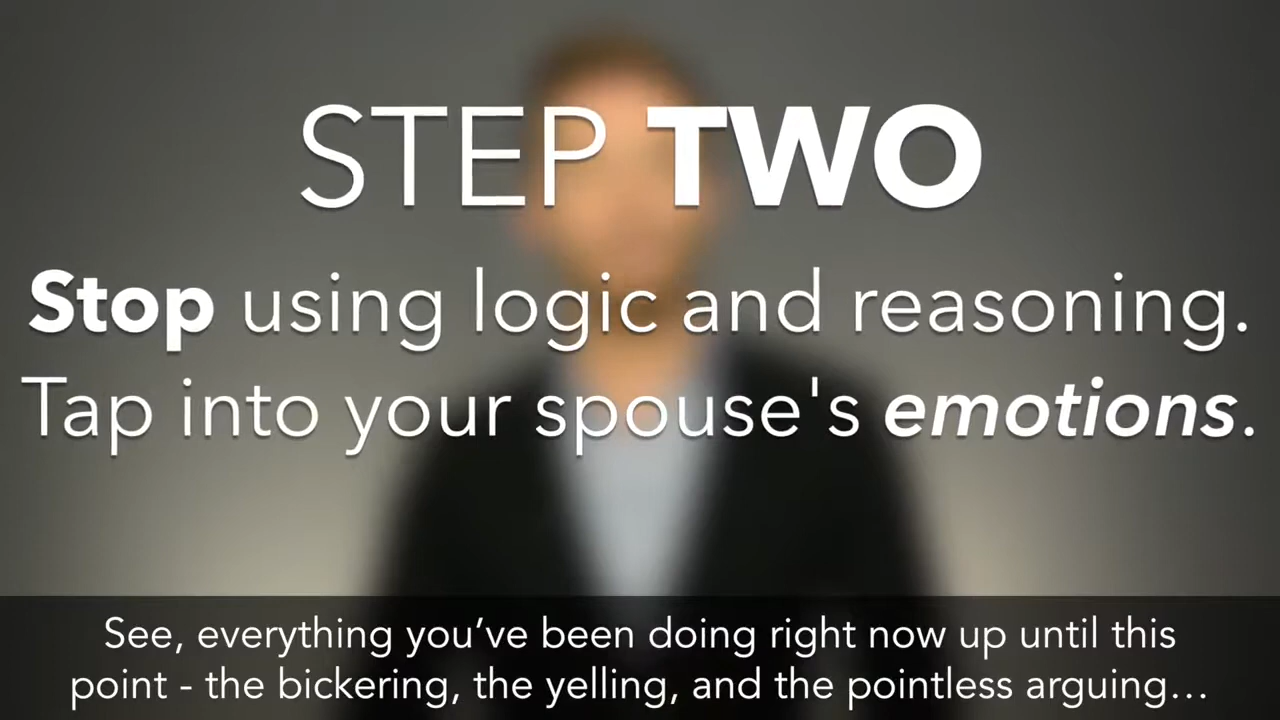 STEP TWO
Stop using logic and reasoning.
Tap into your spouse's emotions.
See, everything you’ve been doing right now up until this
point - the bickering, the yelling, and the pointless arguing…